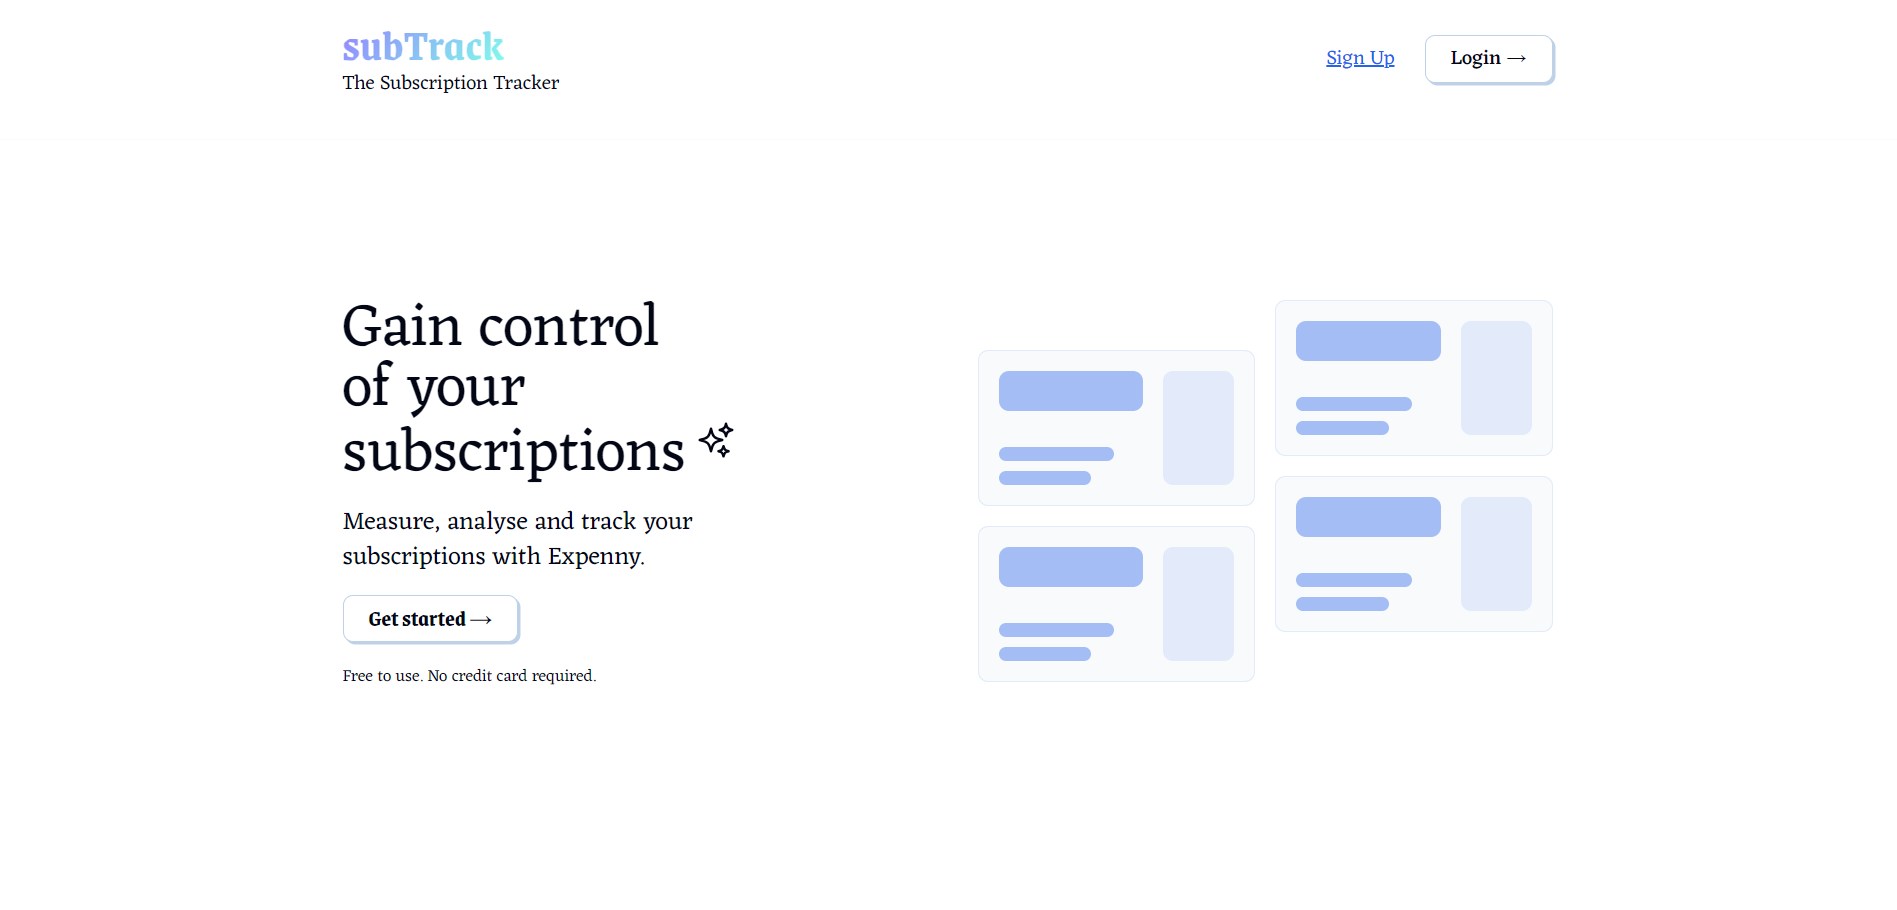 subTrack
The Subscription Tracker
Sign Up
Login →
Gain control
of your
subscriptions
Measure, analyse and track your
subscriptions with Expenny.
Get started →
Free to use. No credit card required.